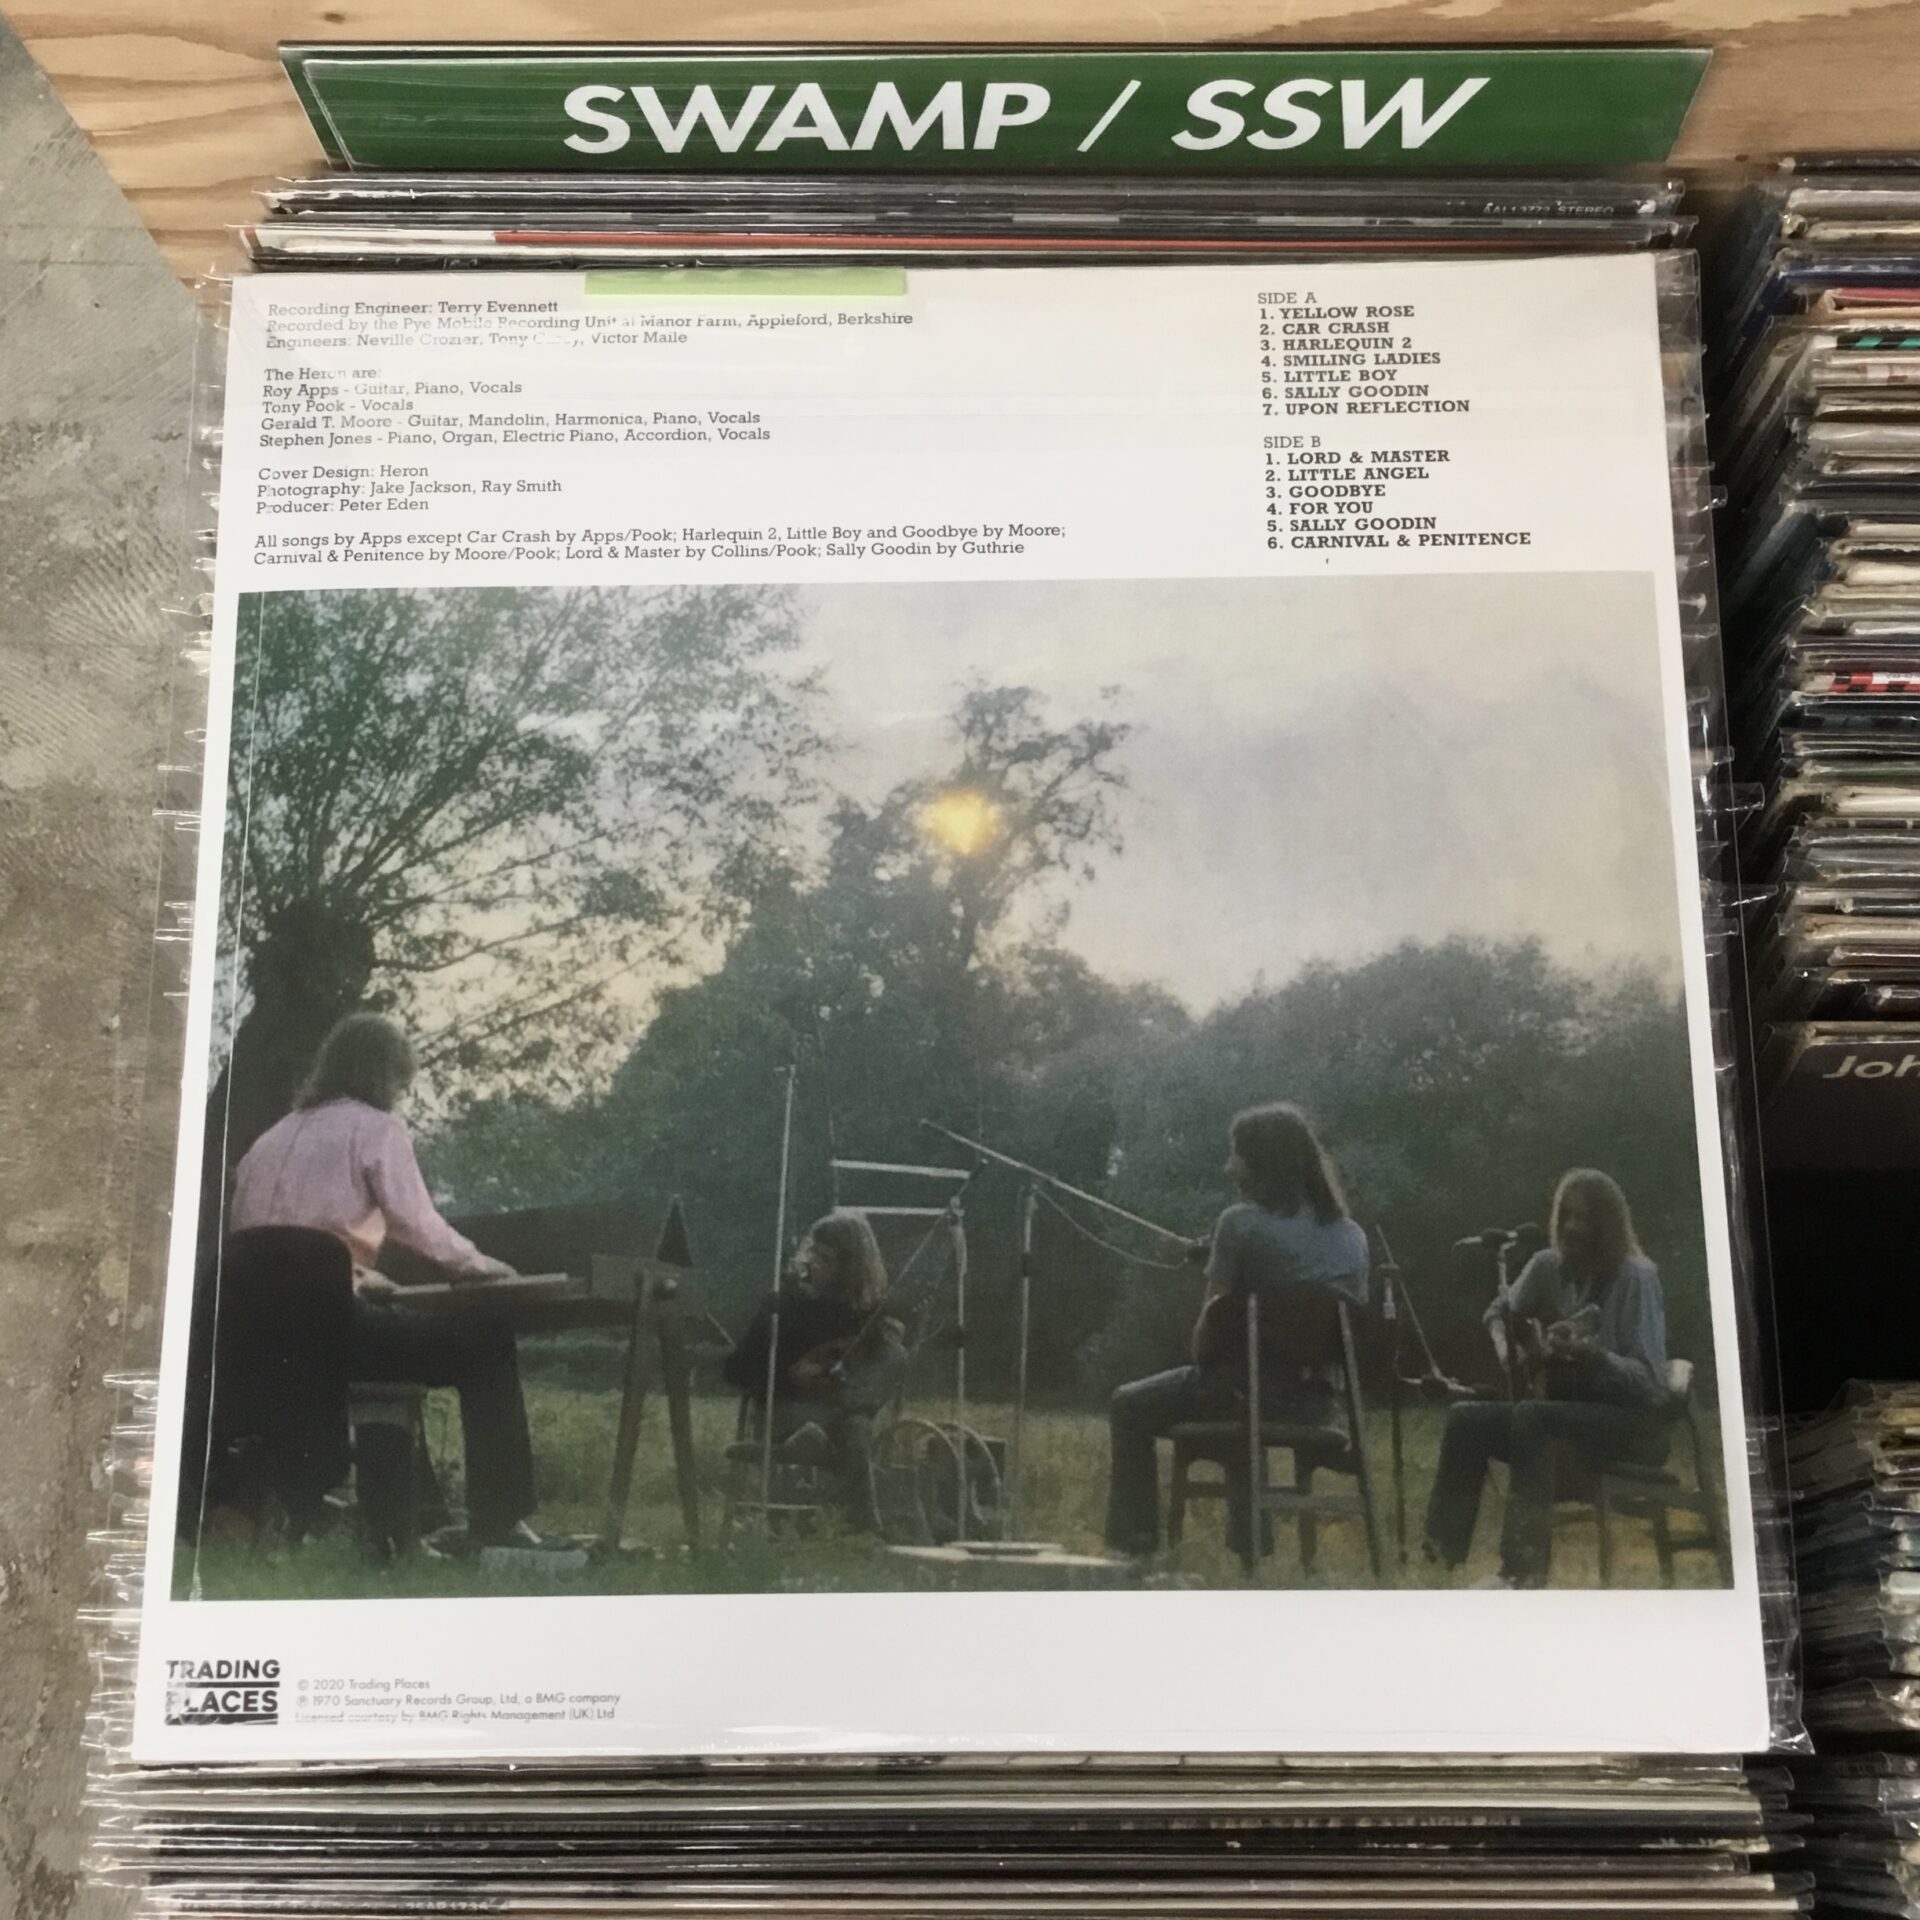 SWAMP / SSW
Recording Engineer: Terry Evennett
Recorded by the Pye Mobile Recording Unit at Manor Farm, Appleford, Berkshire
Engineers: Neville Crozier, Tony Victor Maile
The Heron are:
Roy Apps - Guitar, Piano, Vocals
Tony Pook - Vocals
Gerald T. Moore - Guitar, Mandolin, Harmonica, Piano, Vocals
Stephen Jones - Piano, Organ, Electric Piano, Accordion, Vocals
Cover Design: Heron
Photography: Jake Jackson, Ray Smith
Producer: Peter Eden
All songs by Apps except Car Crash by Apps/Pook; Harlequin 2, Little Boy and Goodbye by Moore;
Carnival & Penitence by Moore/Pook; Lord & Master by Collins/Pook; Sally Goodin by Guthrie
SIDE A
1. YELLOW ROSE
2. CAR CRASH
3. HARLEQUIN 2
4. SMILING LADIES
5. LITTLE BOY
6. SALLY GOODIN
7. UPON REFLECTION
SIDE B
1. LORD & MASTER
2. LITTLE ANGEL
3. GOODBYE
4. FOR YOU
5. SALLY GOODIN
6. CARNIVAL & PENITENCE
TRADING
PLACES
© 2020 Trading Places
℗ 1970 Sanctuary Records Group, Ltd, a BMG company
Licensed courtesy by BMG Rights Management (UK) Ltd
STEREO
Joh